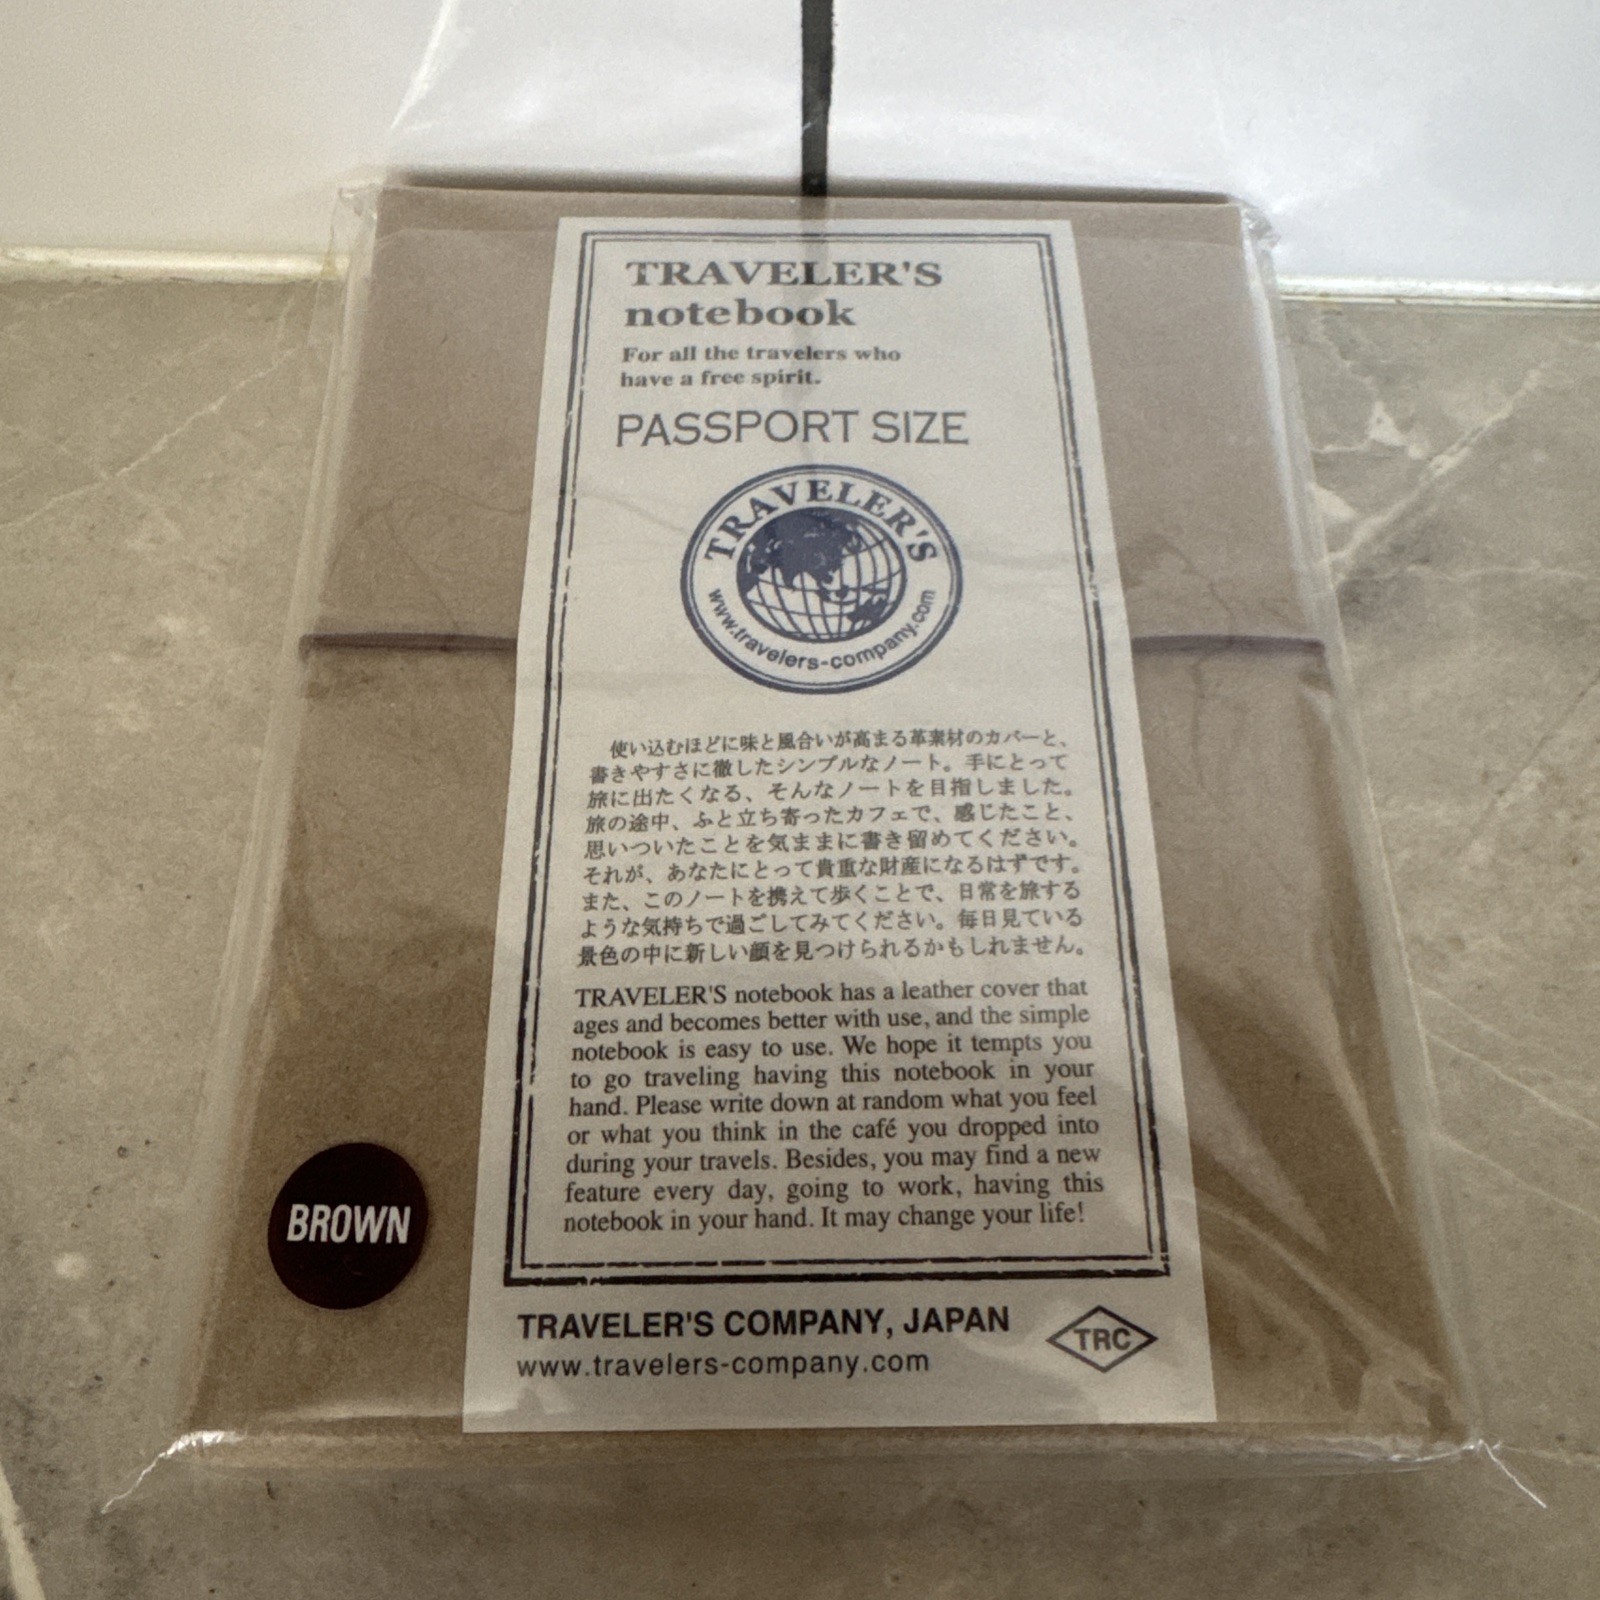 TRAVELER'S
notebook
For all the travelers who
have a free spirit.
PASSPORT SIZE
TRAVELER'S
www.travelers-company.com
使い込むほどに味と風合いが高まる革素材のカバーと、
書きやすさに徹したシンプルなノート。手にとって
旅に出たくなる、そんなノートを目指しました。
旅の途中、ふと立ち寄ったカフェで、感じたこと、
思いついたことを気ままに書き留めてください。
それが、あなたにとって貴重な財産になるはずです。
また、このノートを携えて歩くことで、日常を旅する
ような気持ちで過ごしてみてください。毎日見ている
景色の中に新しい顔を見つけられるかもしれません。
TRAVELER'S notebook has a leather cover that
ages and becomes better with use, and the simple
notebook is easy to use. We hope it tempts you
to go traveling having this notebook in your
hand. Please write down at random what you feel
or what you think in the café you dropped into
during your travels. Besides, you may find a new
feature every day, going to work, having this
notebook in your hand. It may change your life!
BROWN
TRAVELER'S COMPANY, JAPAN
www.travelers-company.com
TRC